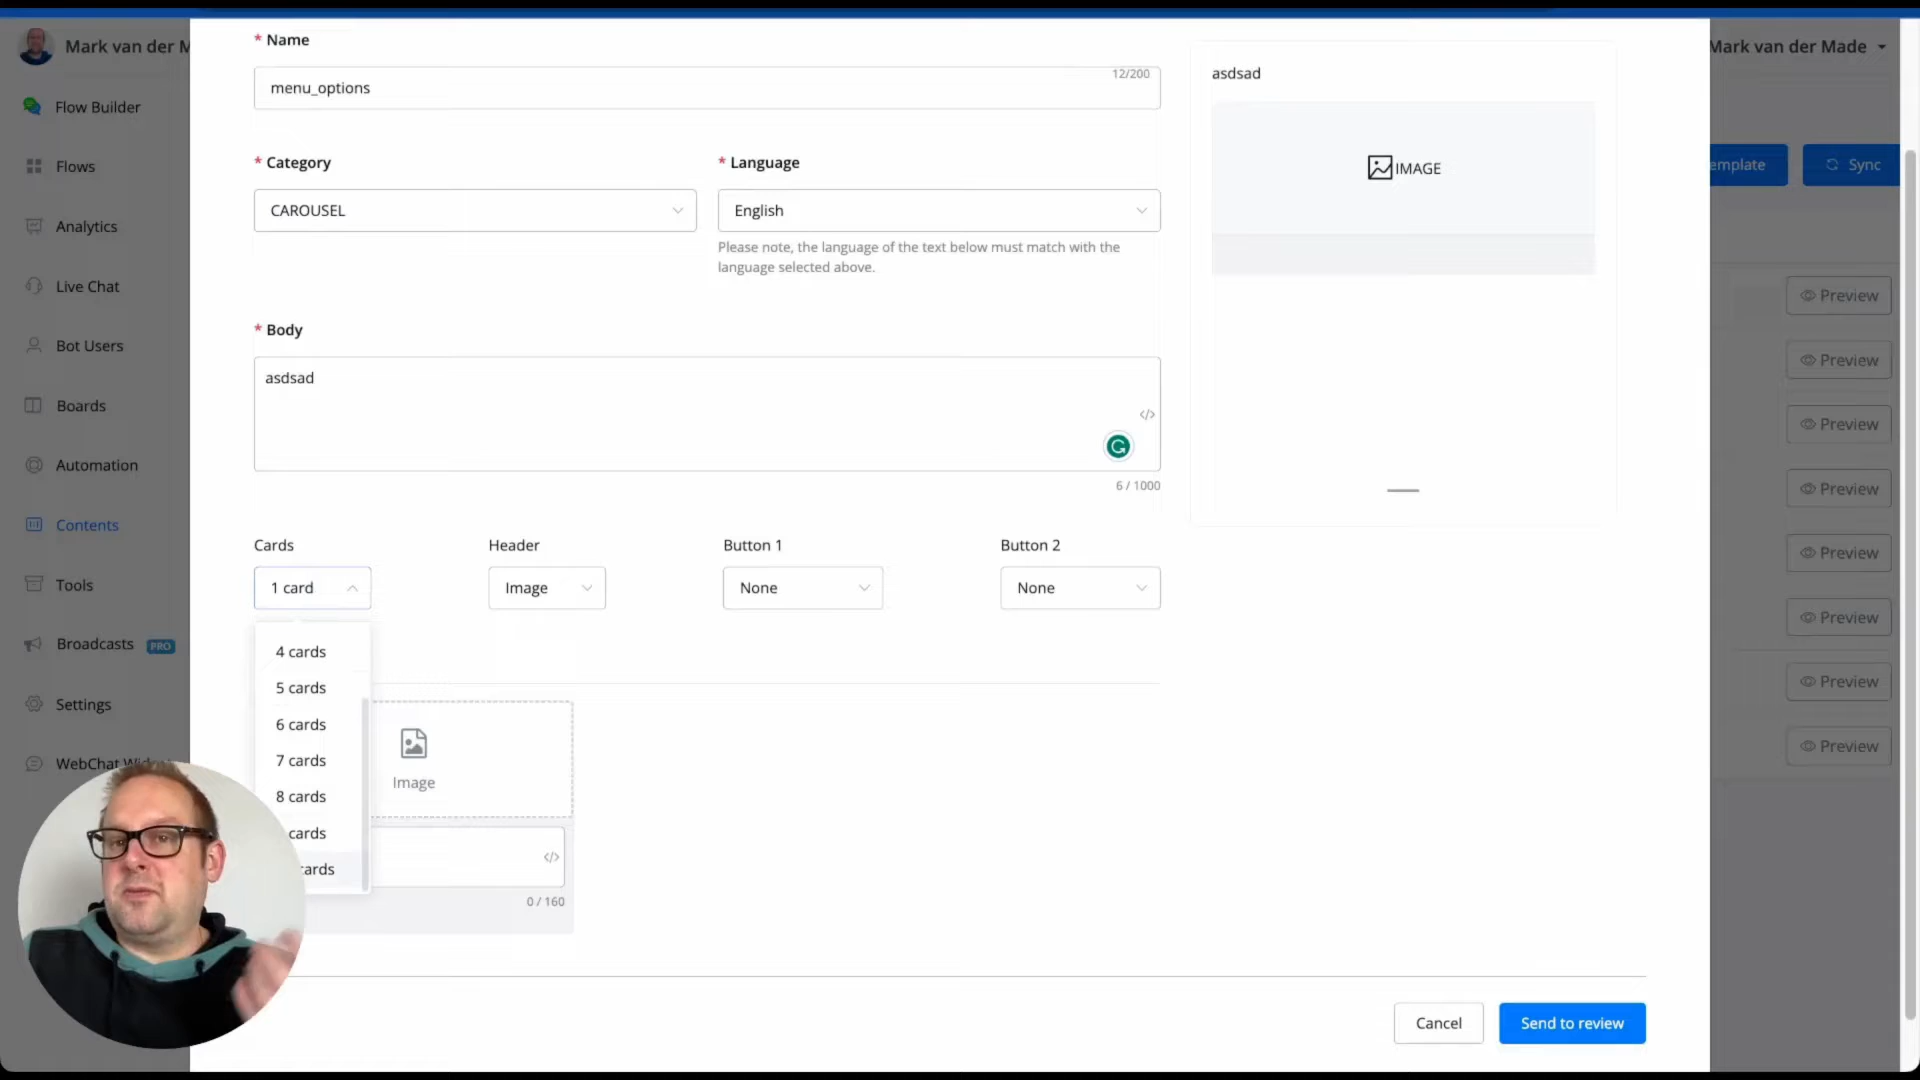 Mark van der M
Flow Builder
Flows
Analytics
Live Chat
Bot Users
Boards
Automation
Contents
Tools
Broadcasts PRO
Settings
WebChat
* Name
menu_options
12/200
* Category
CAROUSEL
* Language
English
Please note, the language of the text below must match with the
language selected above.
* Body
asdsad
</>
6 / 1000
Cards
1 card
Header
Image
Button 1
None
Button 2
None
4 cards
5 cards
6 cards
7 cards
8 cards
cards
cards
Image
</>
0 / 160
Cancel
Send to review
asdsad
IMAGE
Mark van der Made
emplate
Sync
Preview
Preview
Preview
Preview
Preview
Preview
Preview
Preview